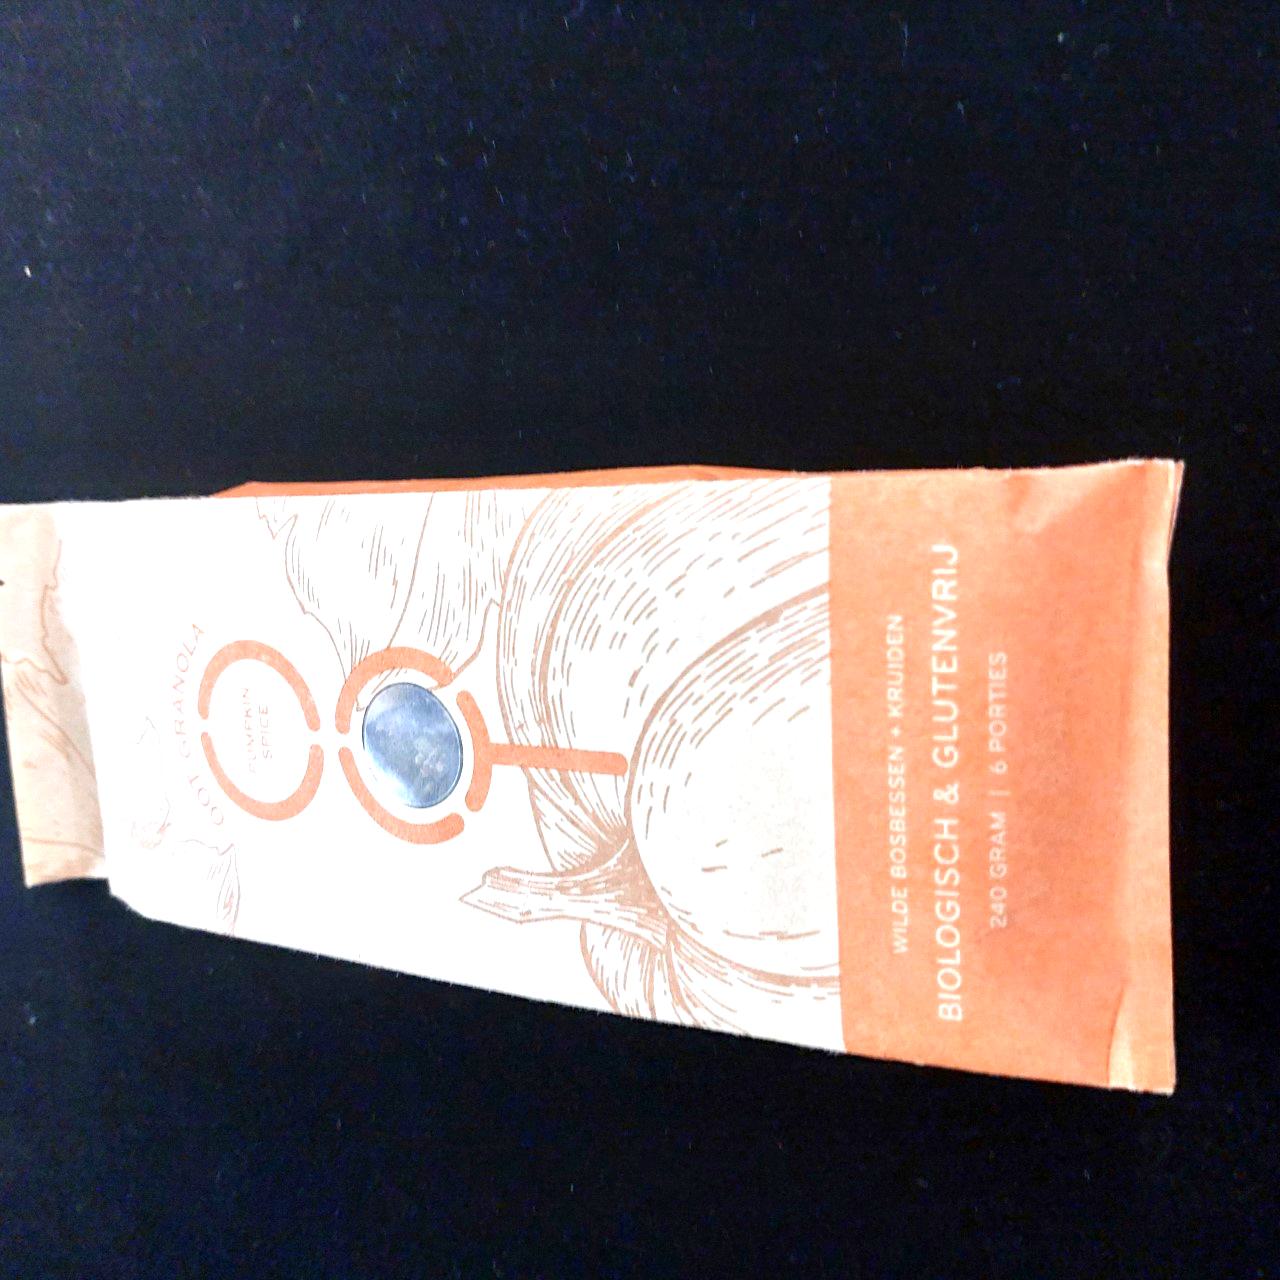 OOT GRANOLA
PUMPKIN
SPICE
WILDE BOSBESSEN + KRUIDEN
BIOLOGISCH & GLUTENVRIJ
240 GRAM | 6 PORTIES